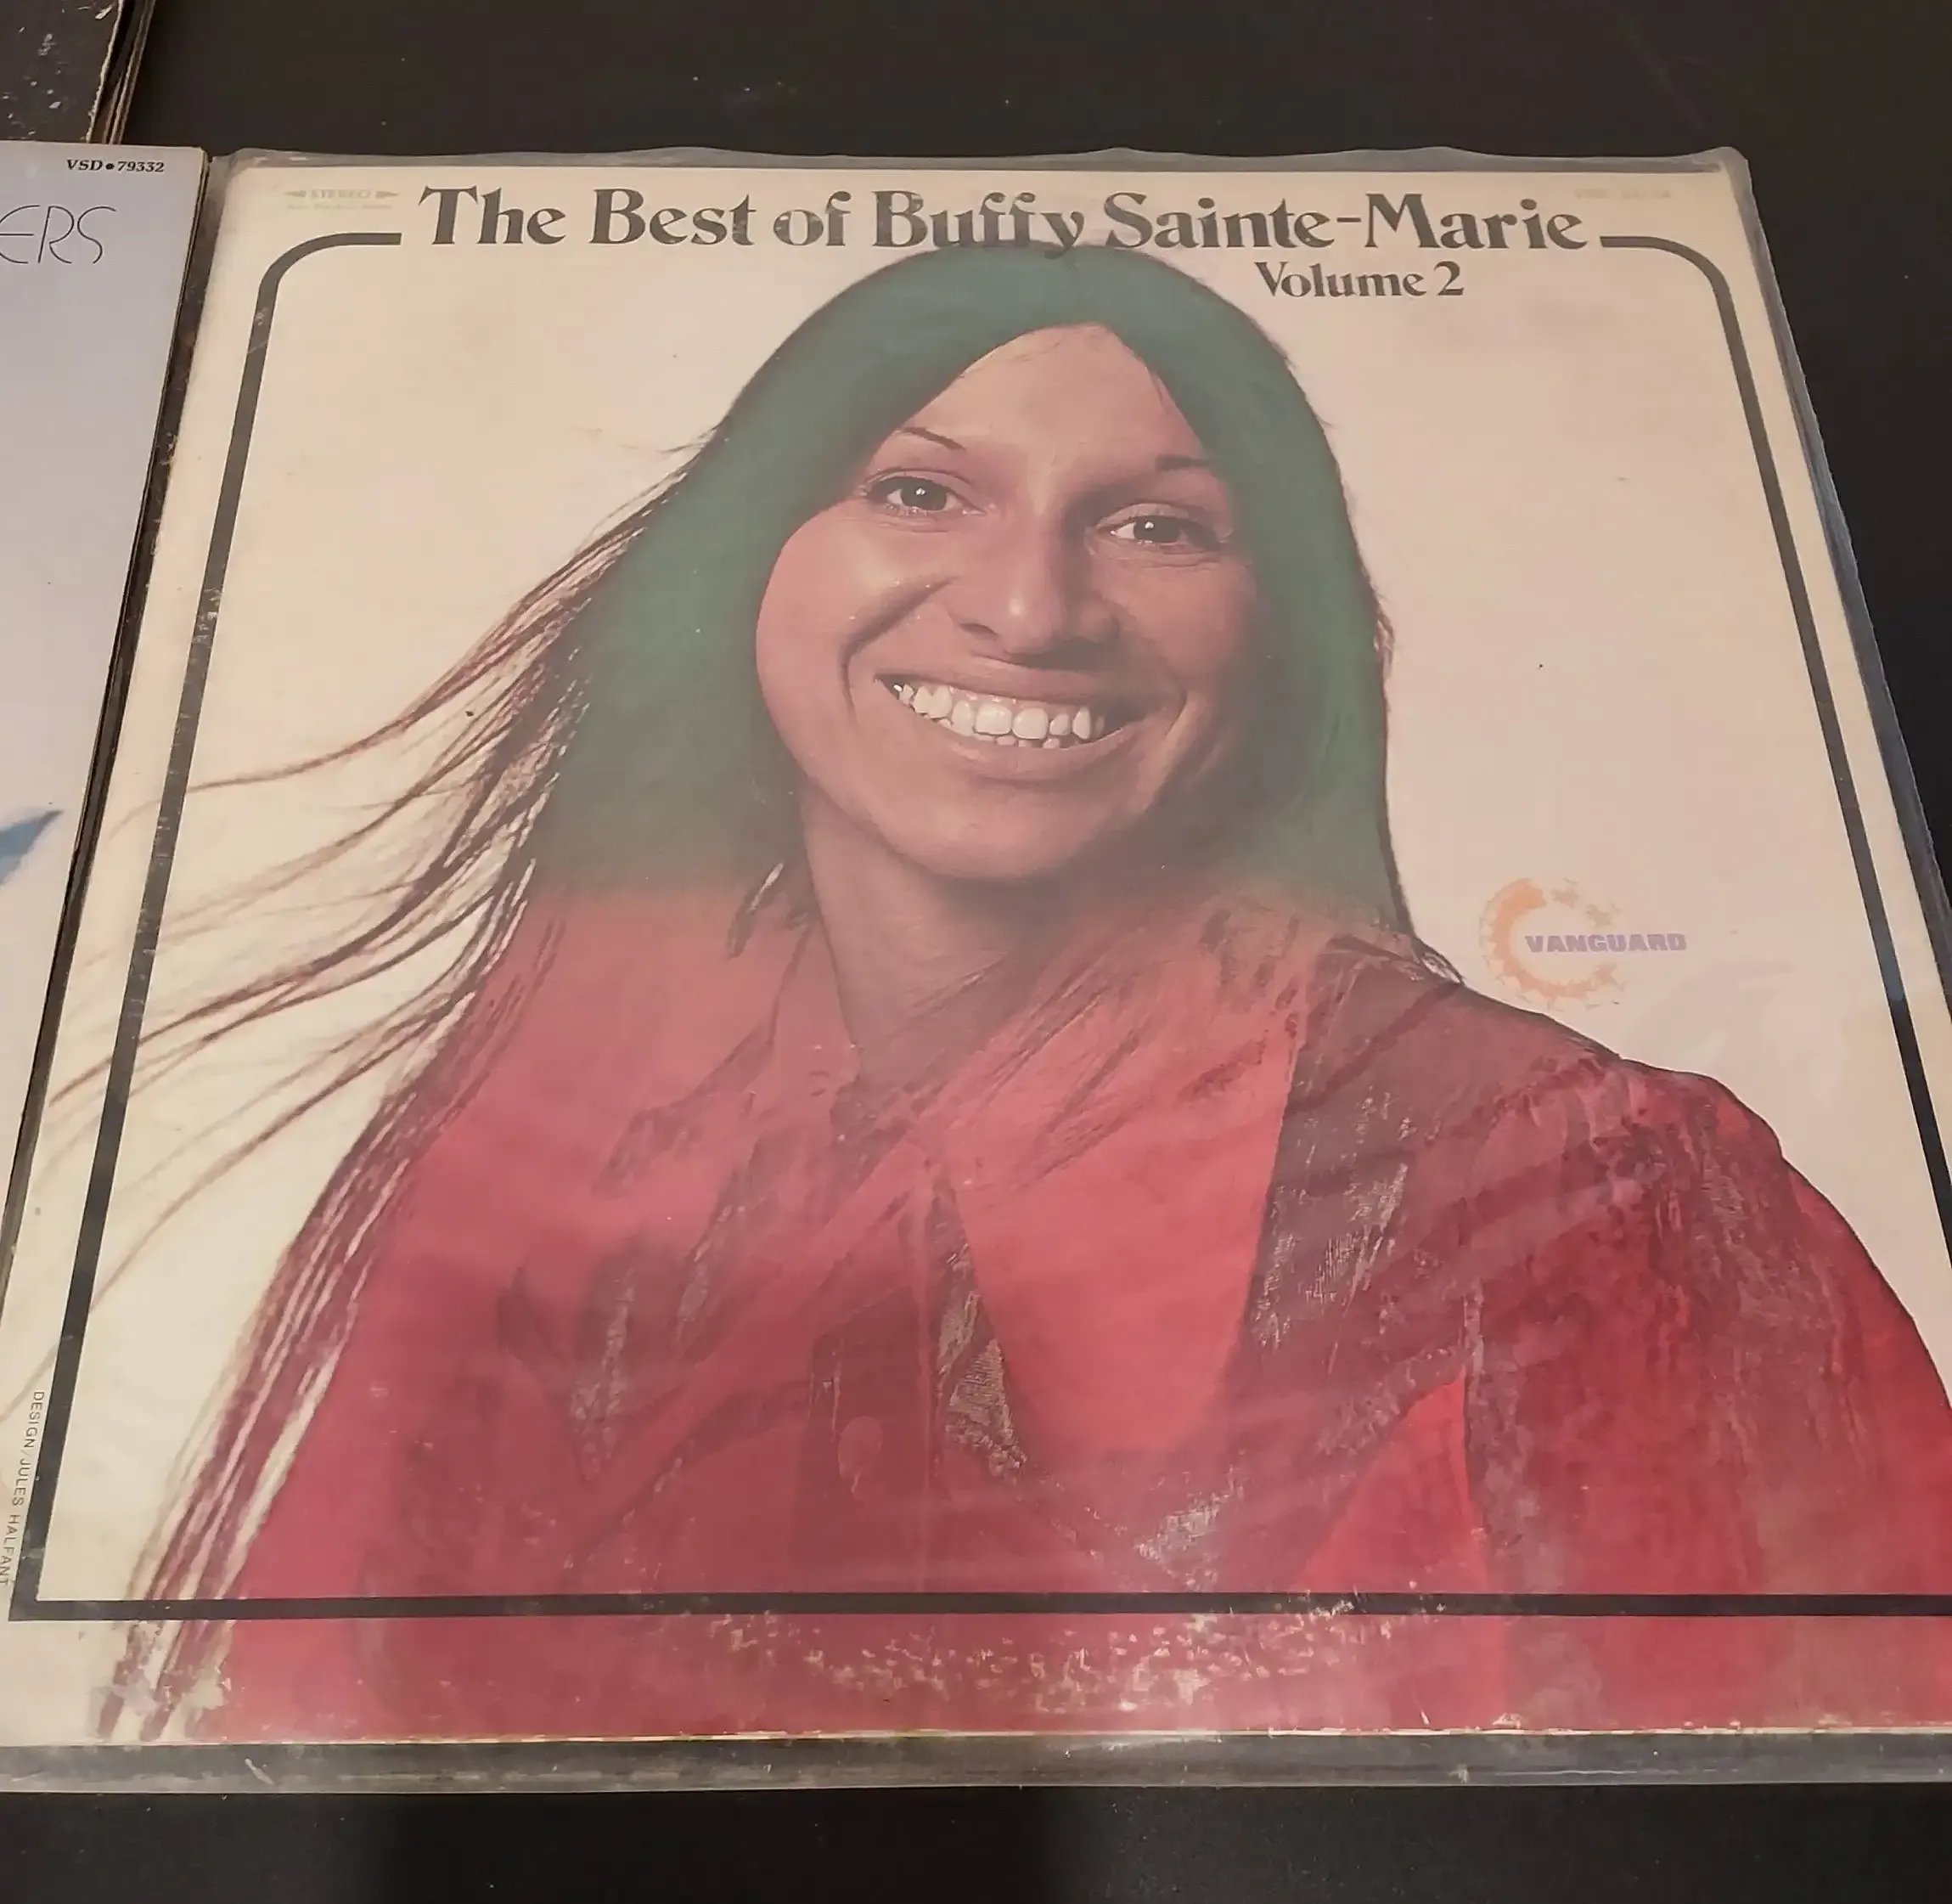 VSD•79332
ERS
STEREO
The Best of Buffy Sainte-Marie
Volume 2
VANGUARD
DESIGN/JULES HALFANT